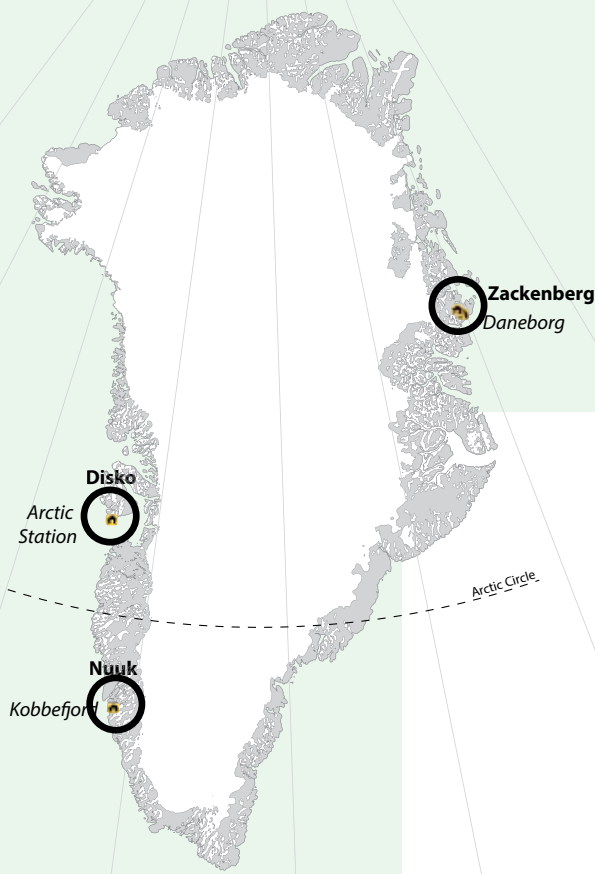 Zackenberg
Daneborg
Disko
Arctic
Station
Arctic Circle
Nuuk
Kobbefjord